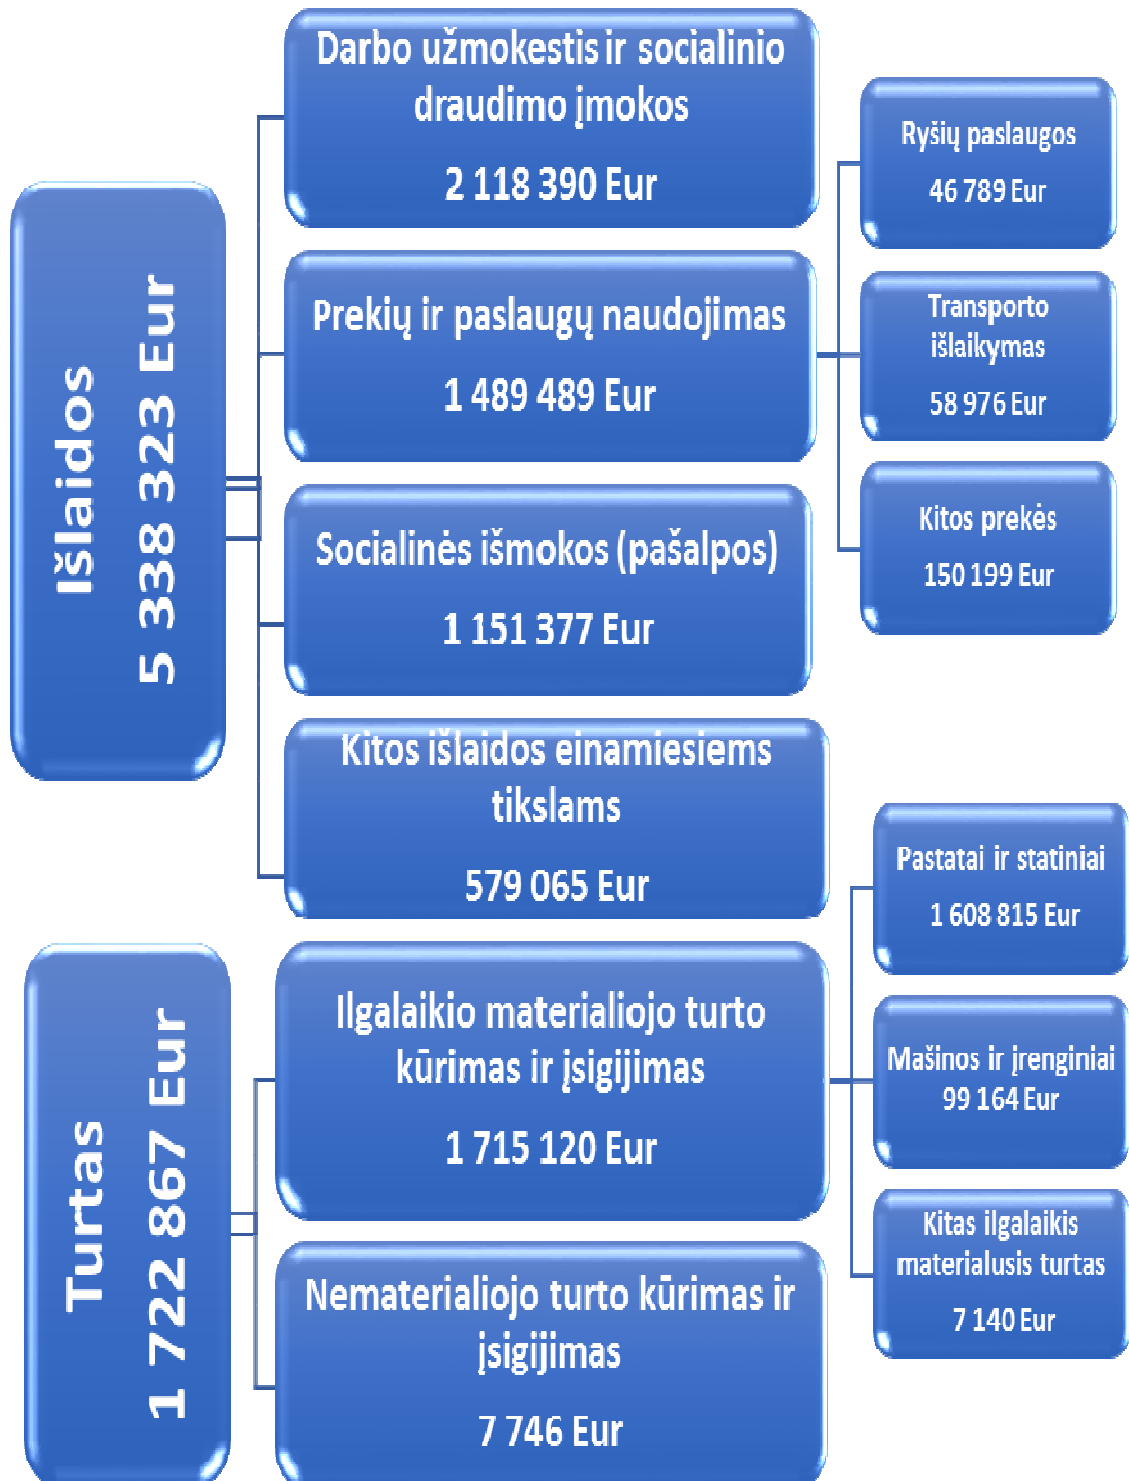 Išlaidos
5 338 323 Eur
Darbo užmokestis ir socialinio
draudimo įmokos
2 118 390 Eur
Prekių ir paslaugų naudojimas
1 489 489 Eur
Ryšių paslaugos
46 789 Eur
Transporto
išlaikymas
58 976 Eur
Kitos prekės
150 199 Eur
Socialinės išmokos (pašalpos)
1 151 377 Eur
Kitos išlaidos einamiesiems
tikslams
579 065 Eur
Turtas
1 722 867 Eur
Ilgalaikio materialiojo turto
kūrimas ir įsigijimas
1 715 120 Eur
Pastatai ir statiniai
1 608 815 Eur
Mašinos ir įrenginiai
99 164 Eur
Kitas ilgalaikis
materialusis turtas
7 140 Eur
Nematerialiojo turto kūrimas ir
įsigijimas
7 746 Eur